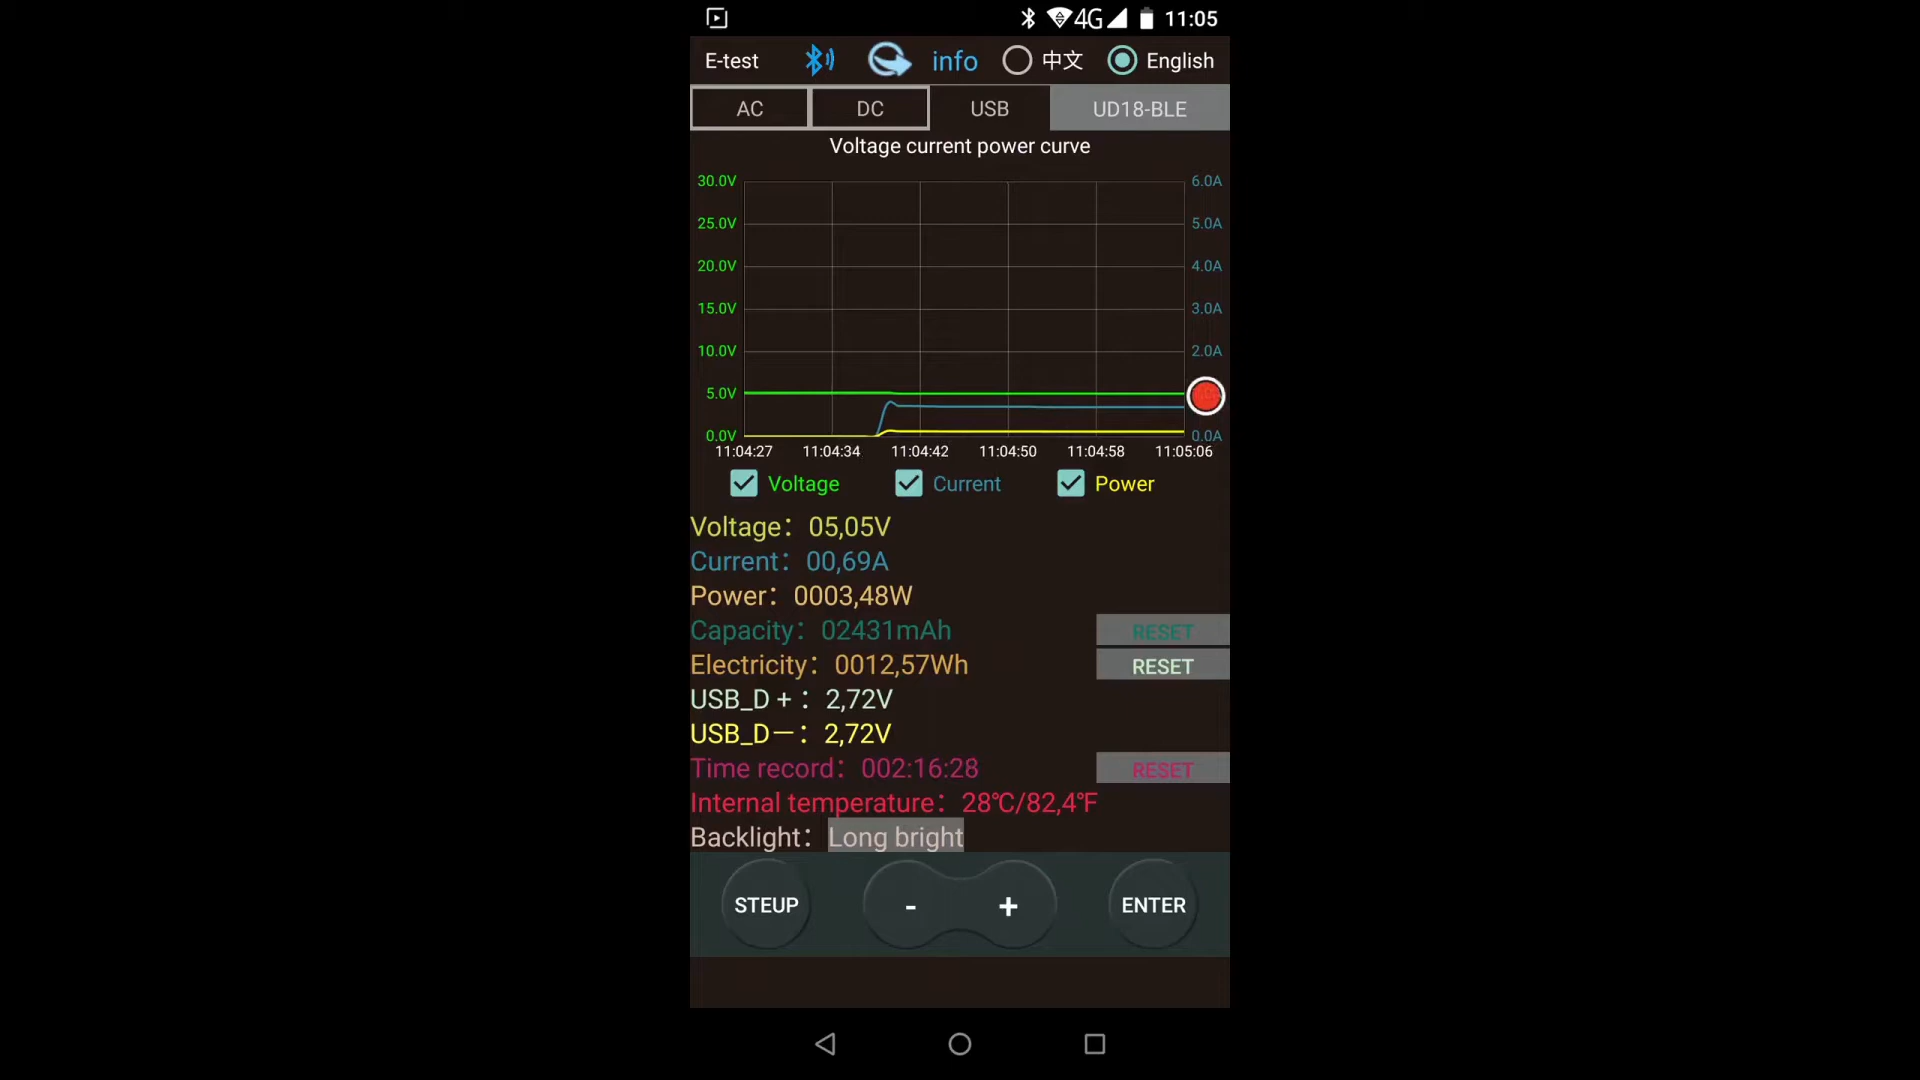 4G 11:05
E-test info 中文 English
AC DC USB UD18-BLE
Voltage current power curve
30.0V 6.0A
25.0V 5.0A
20.0V 4.0A
15.0V 3.0A
10.0V 2.0A
5.0V
0.0V 0.0A
11:04:27 11:04:34 11:04:42 11:04:50 11:04:58 11:05:06
Voltage Current Power
Voltage：05,05V
Current：00,69A
Power：0003,48W
Capacity：02431mAh RESET
Electricity：0012,57Wh RESET
USB_D +：2,72V
USB_D－：2,72V
Time record：002:16:28 RESET
Internal temperature：28℃/82,4℉
Backlight：Long bright
STEUP - + ENTER